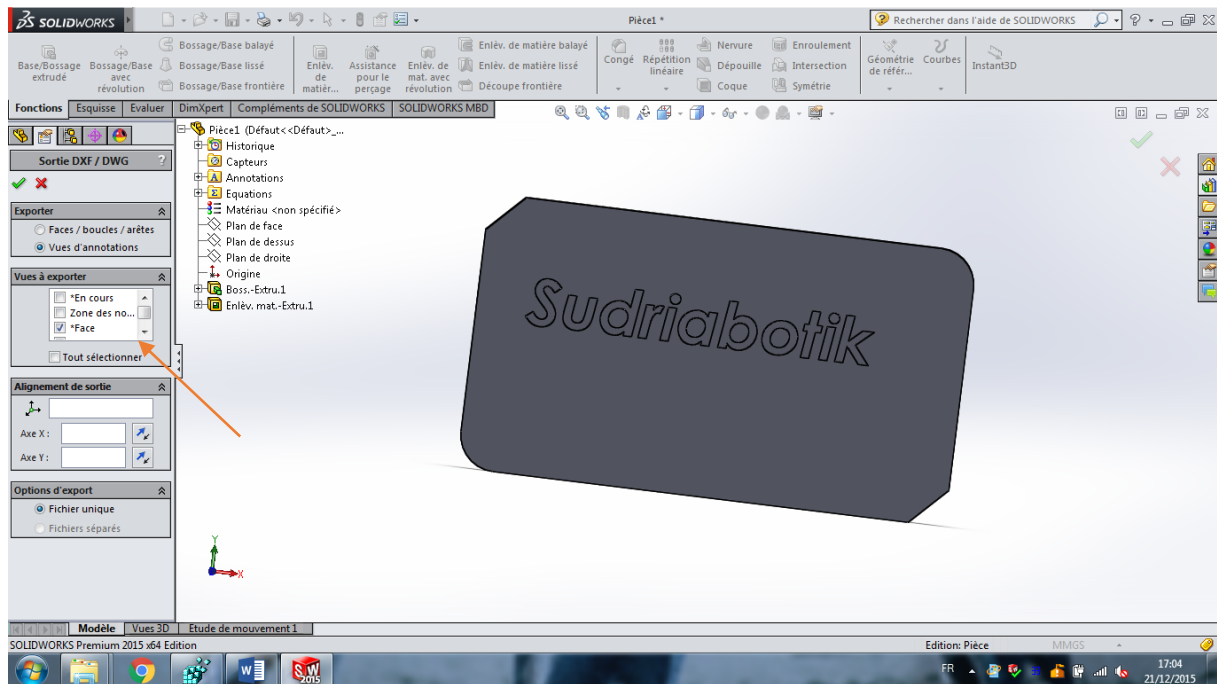 SOLIDWORKS
Pièce1 *
Rechercher dans l'aide de SOLIDWORKS
Base/Bossage extrudé
Bossage/Base avec révolution
Bossage/Base balayé
Bossage/Base lissé
Bossage/Base frontière
Enlèv. de matièr...
Assistance pour le perçage
Enlèv. de mat. avec révolution
Enlèv. de matière balayé
Enlèv. de matière lissé
Découpe frontière
Congé
Répétition linéaire
Nervure
Dépouille
Coque
Enroulement
Intersection
Symétrie
Géométrie de référ...
Courbes
Instant3D
Fonctions Esquisse Evaluer DimXpert Compléments de SOLIDWORKS SOLIDWORKS MBD
Sortie DXF / DWG ?
Exporter
Faces / boucles / arêtes
Vues d'annotations
Vues à exporter
*En cours
Zone des no...
*Face
Tout sélectionner
Alignement de sortie
Axe X :
Axe Y :
Options d'export
Fichier unique
Fichiers séparés
Pièce1 (Défaut<<Défaut>_...
Historique
Capteurs
Annotations
Equations
Matériau <non spécifié>
Plan de face
Plan de dessus
Plan de droite
Origine
Boss.-Extru.1
Enlèv. mat.-Extru.1
Sudriabotik
Y
X
Modèle Vues 3D Etude de mouvement 1
SOLIDWORKS Premium 2015 x64 Edition
Edition: Pièce
MMGS
FR
17:04
21/12/2015